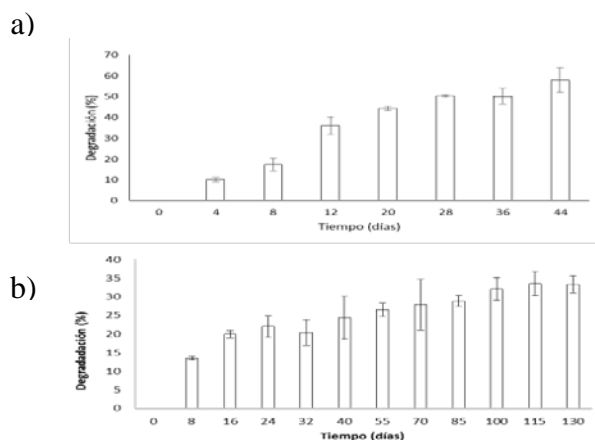 a)
Degradación (%)
70
60
50
40
30
20
10
0
0 4 8 12 20 28 36 44
Tiempo (días)
b)
Degradadación (%)
40
35
30
25
20
15
10
5
0
0 8 16 24 32 40 55 70 85 100 115 130
Tiempo (días)